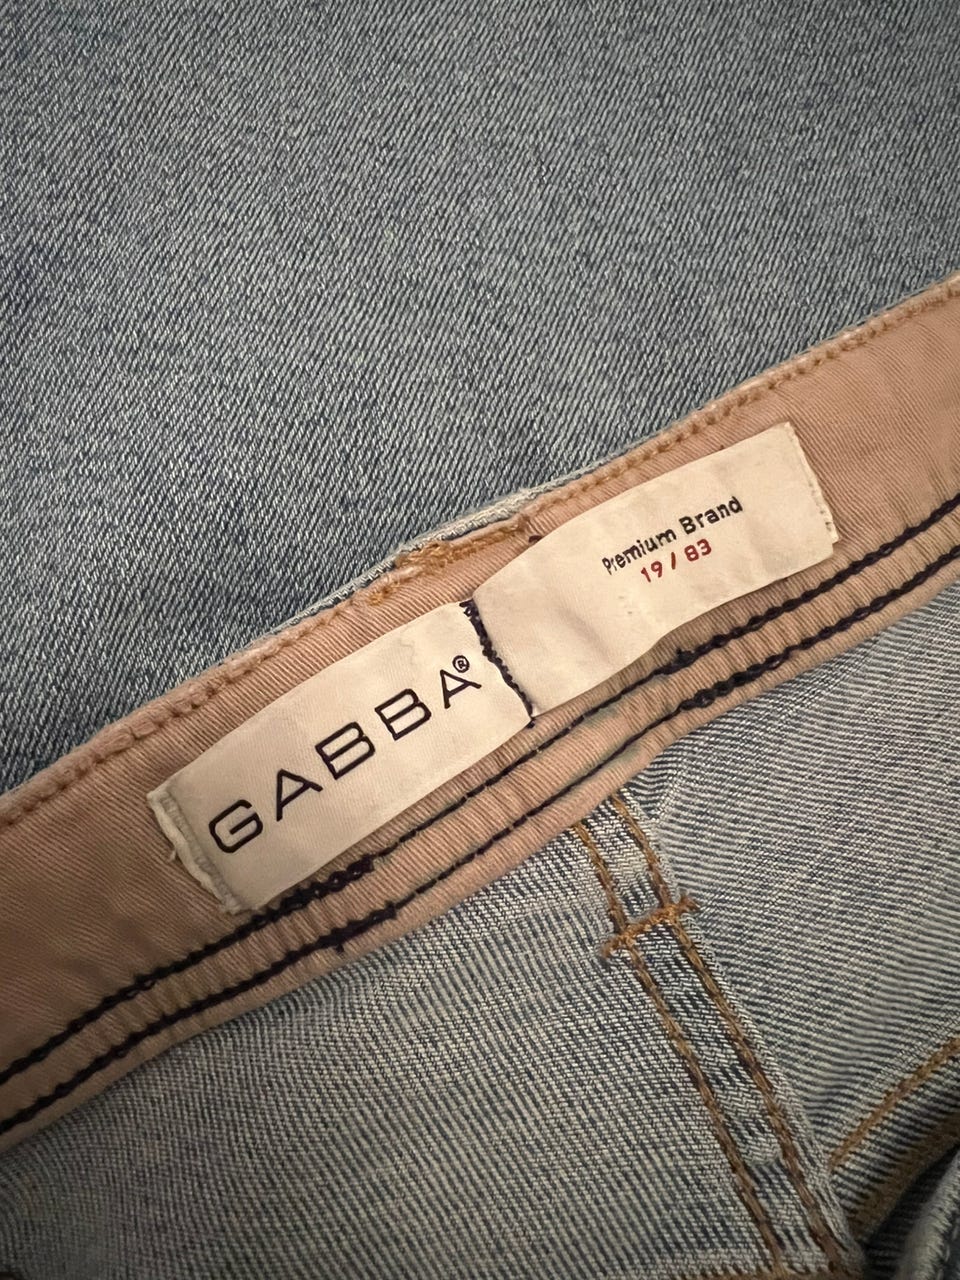 GABBA®
Premium Brand
19 / 83